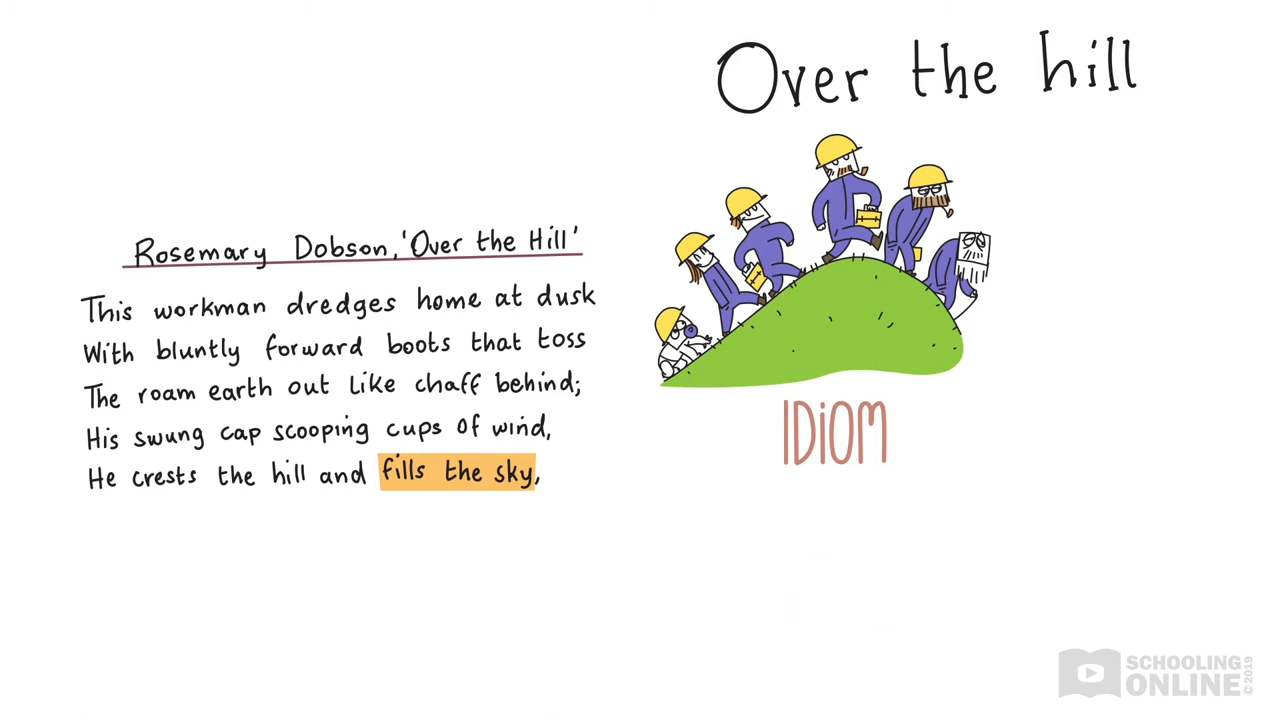 Over the hill
Rosemary Dobson, 'Over the Hill'
This workman dredges home at dusk
With bluntly forward boots that toss
The roam earth out like chaff behind;
His swung cap scooping cups of wind,
He crests the hill and fills the sky,
IDIOM
SCHOOLING
ONLINE
©2019